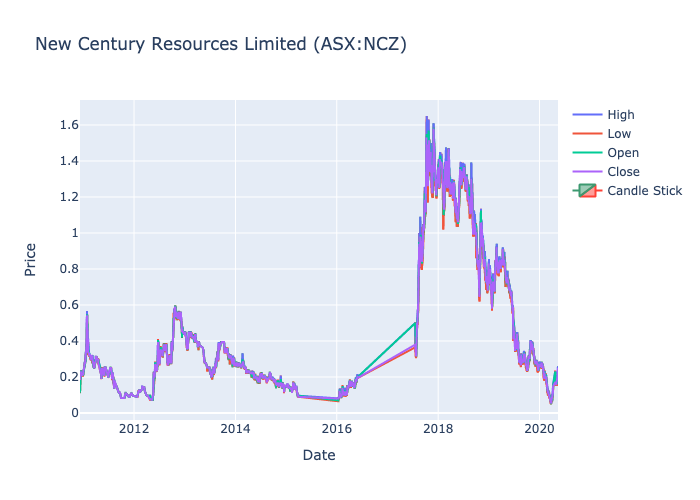 New Century Resources Limited (ASX:NCZ)
High
Low
Open
Close
Candle Stick
1.6
1.4
1.2
1
0.8
0.6
0.4
0.2
0
Price
2012
2014
2016
2018
2020
Date